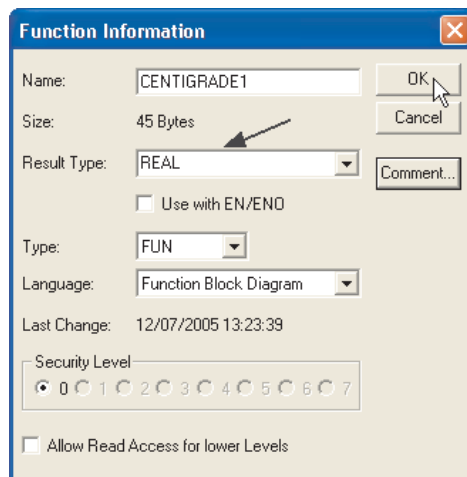 Function Information
Name: CENTIGRADE1 OK
Size: 45 Bytes Cancel
Result Type: REAL Comment...
Use with EN/ENO
Type: FUN
Language: Function Block Diagram
Last Change: 12/07/2005 13:23:39
Security Level
0 1 2 3 4 5 6 7
Allow Read Access for lower Levels